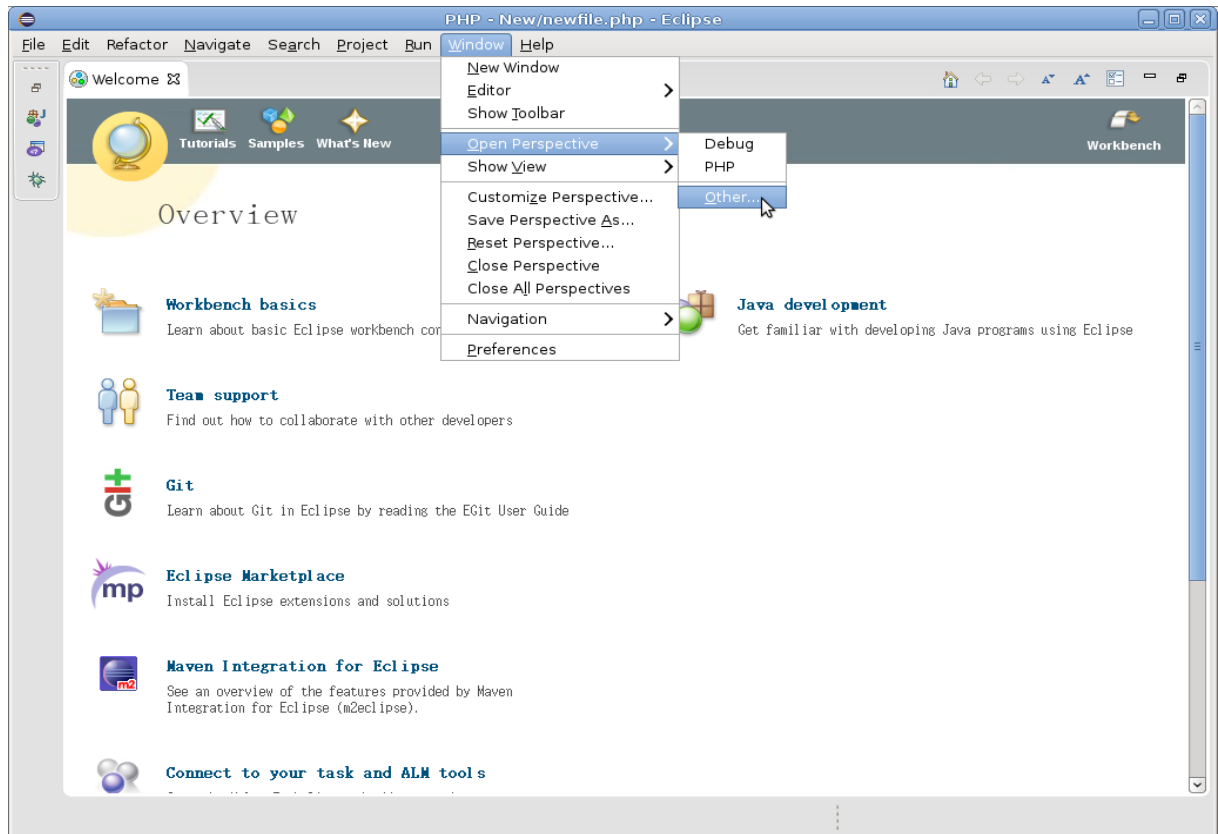 PHP - New/newfile.php - Eclipse
File Edit Refactor Navigate Search Project Run Window Help
Welcome
New Window
Editor
Show Toolbar
Open Perspective
Show View
Customize Perspective...
Save Perspective As...
Reset Perspective...
Close Perspective
Close All Perspectives
Navigation
Preferences
Debug
PHP
Other...
Tutorials Samples What's New
Workbench
Overview
Workbench basics
Learn about basic Eclipse workbench
Java development
Get familiar with developing Java programs using Eclipse
Team support
Find out how to collaborate with other developers
Git
Git
Learn about Git in Eclipse by reading the EGit User Guide
mp
Eclipse Marketplace
Install Eclipse extensions and solutions
m2
Maven Integration for Eclipse
See an overview of the features provided by Maven
Integration for Eclipse (m2eclipse).
Connect to your task and ALM tools